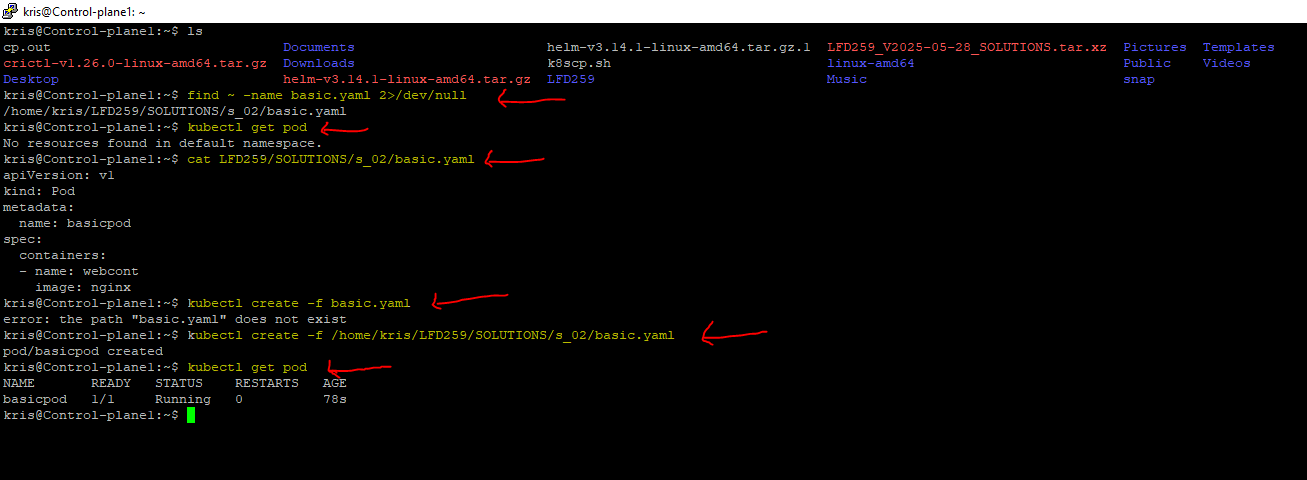 kris@Control-plane1: ~
kris@Control-plane1:~$ ls
cp.out Documents helm-v3.14.1-linux-amd64.tar.gz.1 LFD259_V2025-05-28_SOLUTIONS.tar.xz Pictures Templates
crictl-v1.26.0-linux-amd64.tar.gz Downloads k8scp.sh linux-amd64 Public Videos
Desktop helm-v3.14.1-linux-amd64.tar.gz LFD259 Music snap
kris@Control-plane1:~$ find ~ -name basic.yaml 2>/dev/null
/home/kris/LFD259/SOLUTIONS/s_02/basic.yaml
kris@Control-plane1:~$ kubectl get pod
No resources found in default namespace.
kris@Control-plane1:~$ cat LFD259/SOLUTIONS/s_02/basic.yaml
apiVersion: v1
kind: Pod
metadata:
  name: basicpod
spec:
  containers:
  - name: webcont
    image: nginx
kris@Control-plane1:~$ kubectl create -f basic.yaml
error: the path "basic.yaml" does not exist
kris@Control-plane1:~$ kubectl create -f /home/kris/LFD259/SOLUTIONS/s_02/basic.yaml
pod/basicpod created
kris@Control-plane1:~$ kubectl get pod
NAME READY STATUS RESTARTS AGE
basicpod 1/1 Running 0 78s
kris@Control-plane1:~$